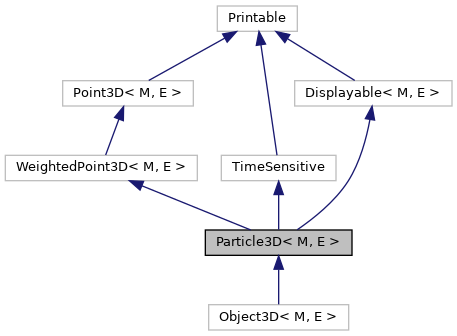 Printable
Point3D< M, E >
Displayable< M, E >
WeightedPoint3D< M, E >
TimeSensitive
Particle3D< M, E >
Object3D< M, E >